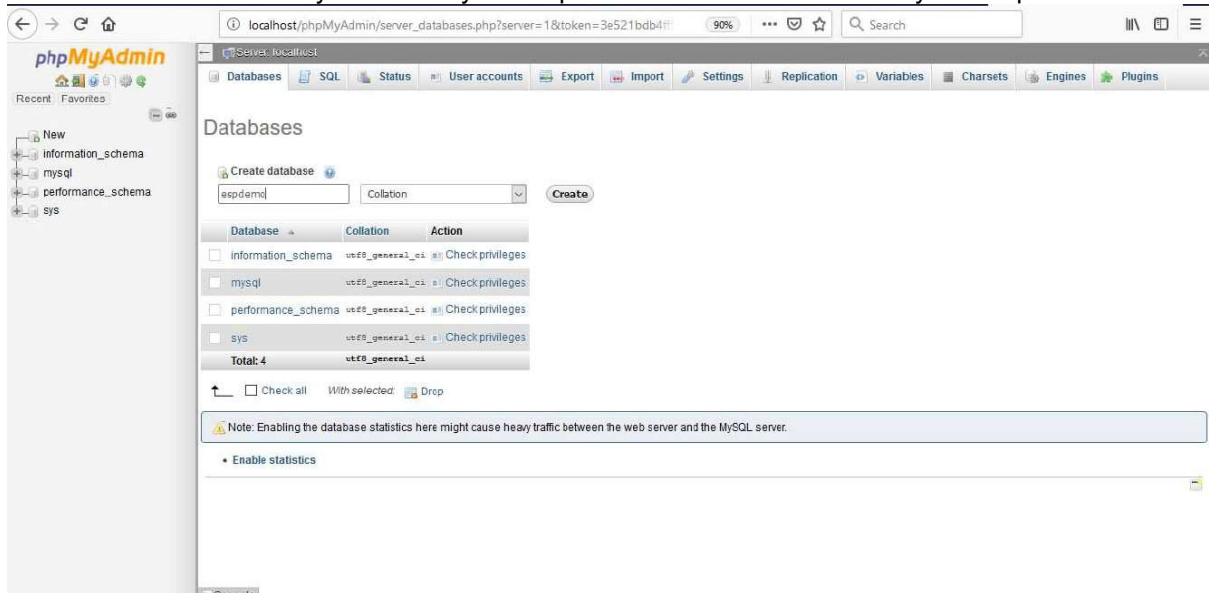 localhost/phpMyAdmin/server_databases.php?server=1&token=3e521bdb4ff
90%
Search
phpMyAdmin
Recent Favorites
New
information_schema
mysql
performance_schema
sys
Server: localhost
Databases SQL Status User accounts Export Import Settings Replication Variables Charsets Engines Plugins
Databases
Create database
espdemo Collation Create
Database Collation Action
information_schema utf8_general_ci Check privileges
mysql utf8_general_ci Check privileges
performance_schema utf8_general_ci Check privileges
sys utf8_general_ci Check privileges
Total: 4 utf8_general_ci
Check all With selected: Drop
Note: Enabling the database statistics here might cause heavy traffic between the web server and the MySQL server.
• Enable statistics